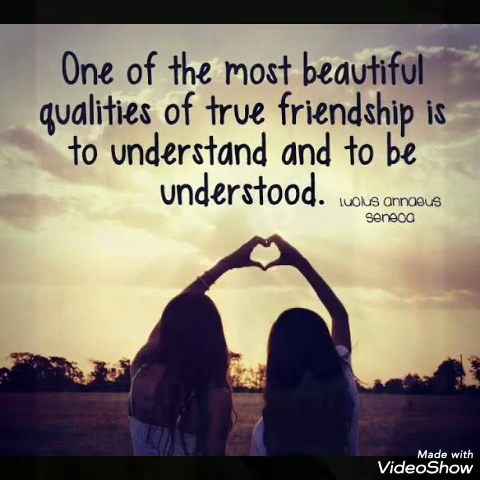 One of the most beautiful
qualities of true friendship is
to understand and to be
understood.
Lucius Annaeus
Seneca
Made with
VideoShow